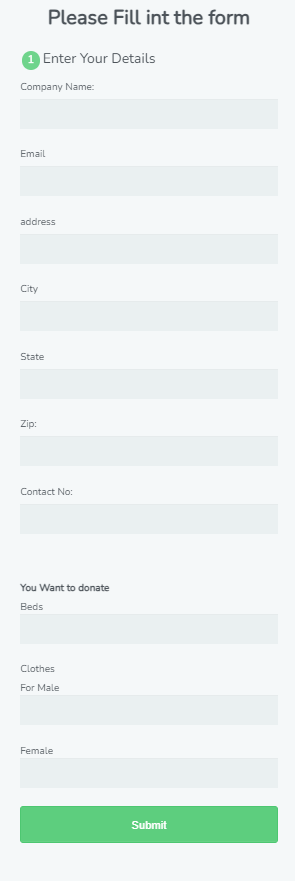 Please Fill int the form
1 Enter Your Details
Company Name:
Email
address
City
State
Zip:
Contact No:
You Want to donate
Beds
Clothes
For Male
Female
Submit